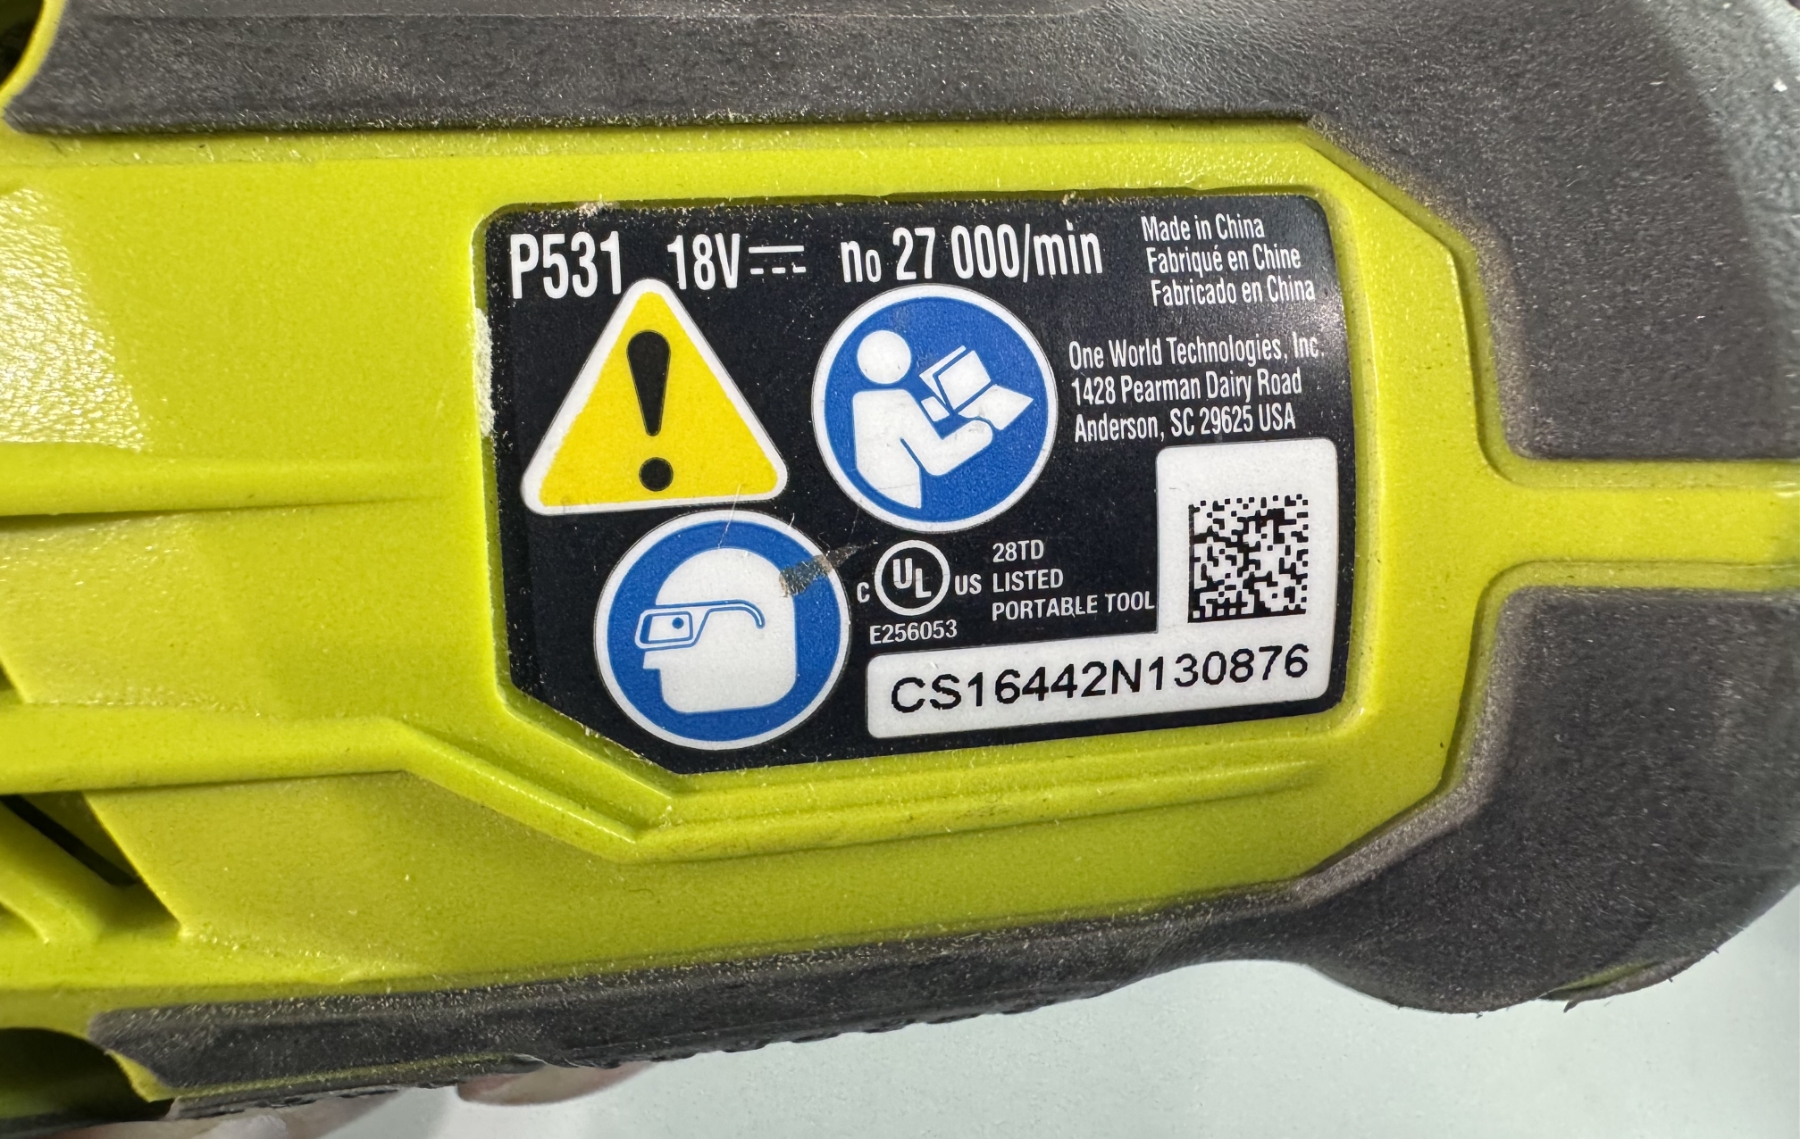 P531 18V no 27 000/min
Made in China
Fabriqué en Chine
Fabricado en China
One World Technologies, Inc.
1428 Pearman Dairy Road
Anderson, SC 29625 USA
C UL US
28TD
LISTED
PORTABLE TOOL
E256053
CS16442N130876